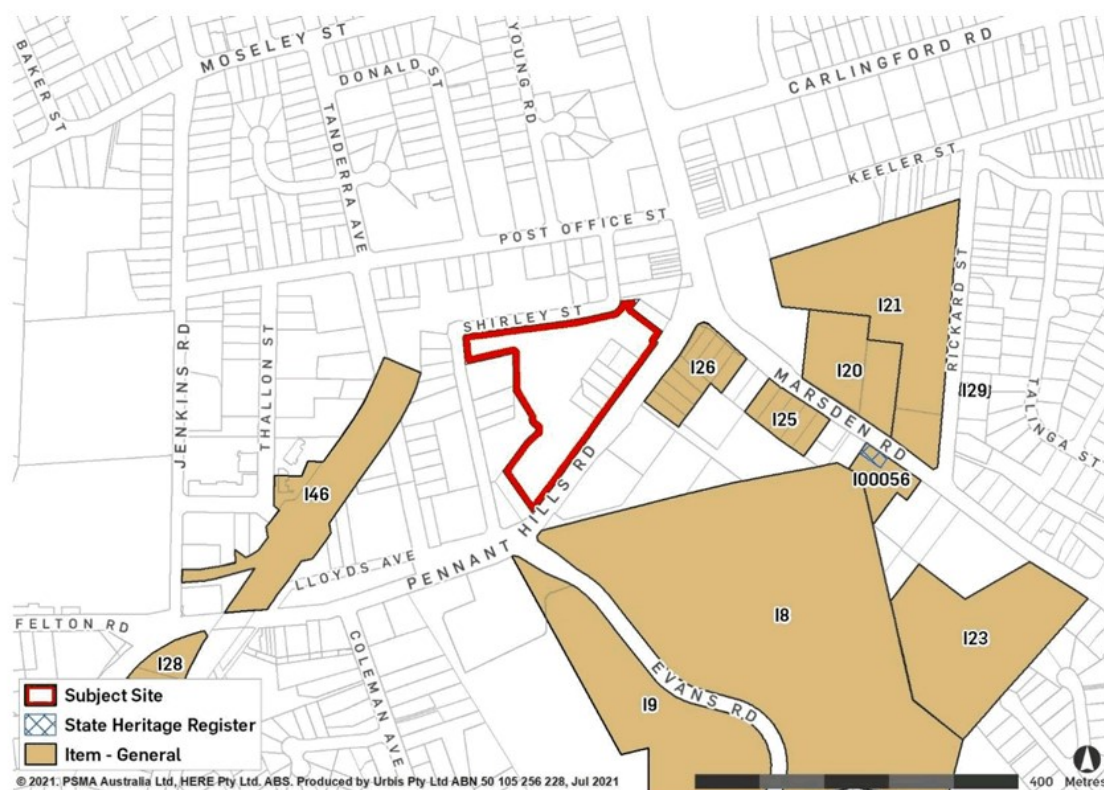 BAKER ST
MOSELEY ST
DONALD ST
YOUNG RD
CARLINGFORD RD
TANDERRA AVE
KEELER ST
POST OFFICE ST
SHIRLEY ST
I21
RICKARD ST
JENKINS RD
THALLON ST
I26
MARSDEN RD
I20
I29
TALINGA ST
I25
I00056
I46
PENNANT HILLS RD
LLOYDS AVE
I8
I23
FELTON RD
COLEMAN AVE
I28
EVANS RD
I9
Subject Site
State Heritage Register
Item - General
© 2021. PSMA Australia Ltd, HERE Pty Ltd. ABS. Produced by Urbis Pty Ltd ABN 50 105 256 228, Jul 2021
400 Metres